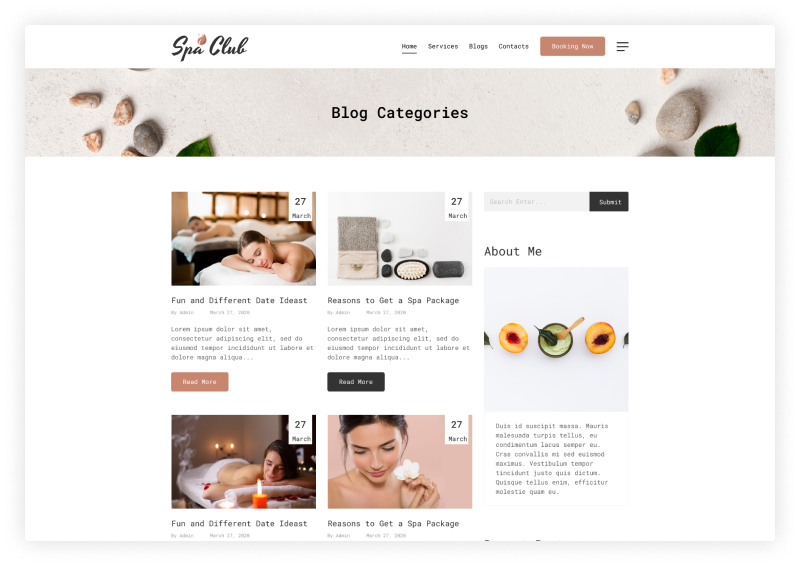 Spa Club
Home Services Blogs Contacts Booking Now
Blog Categories
27
March
Fun and Different Date Ideast
By Admin March 27, 2020
Lorem ipsum dolor sit amet,
consectetur adipiscing elit, sed do
eiusmod tempor incididunt ut labore et
dolore magna aliqua...
Read More
27
March
Reasons to Get a Spa Package
By Admin March 27, 2020
Lorem ipsum dolor sit amet,
consectetur adipiscing elit, sed do
eiusmod tempor incididunt ut labore et
dolore magna aliqua...
Read More
27
March
Fun and Different Date Ideast
By Admin March 27, 2020
27
March
Reasons to Get a Spa Package
By Admin March 27, 2020
Search Enter... Submit
About Me
Duis id suscipit massa. Mauris
malesuada turpis tellus, eu
condimentum lacus semper eu.
Cras convallis mi sed euismod
maximus. Vestibulum tempor
tincidunt justo quis dictum.
Quisque tellus enim, efficitur
molestie quam eu.